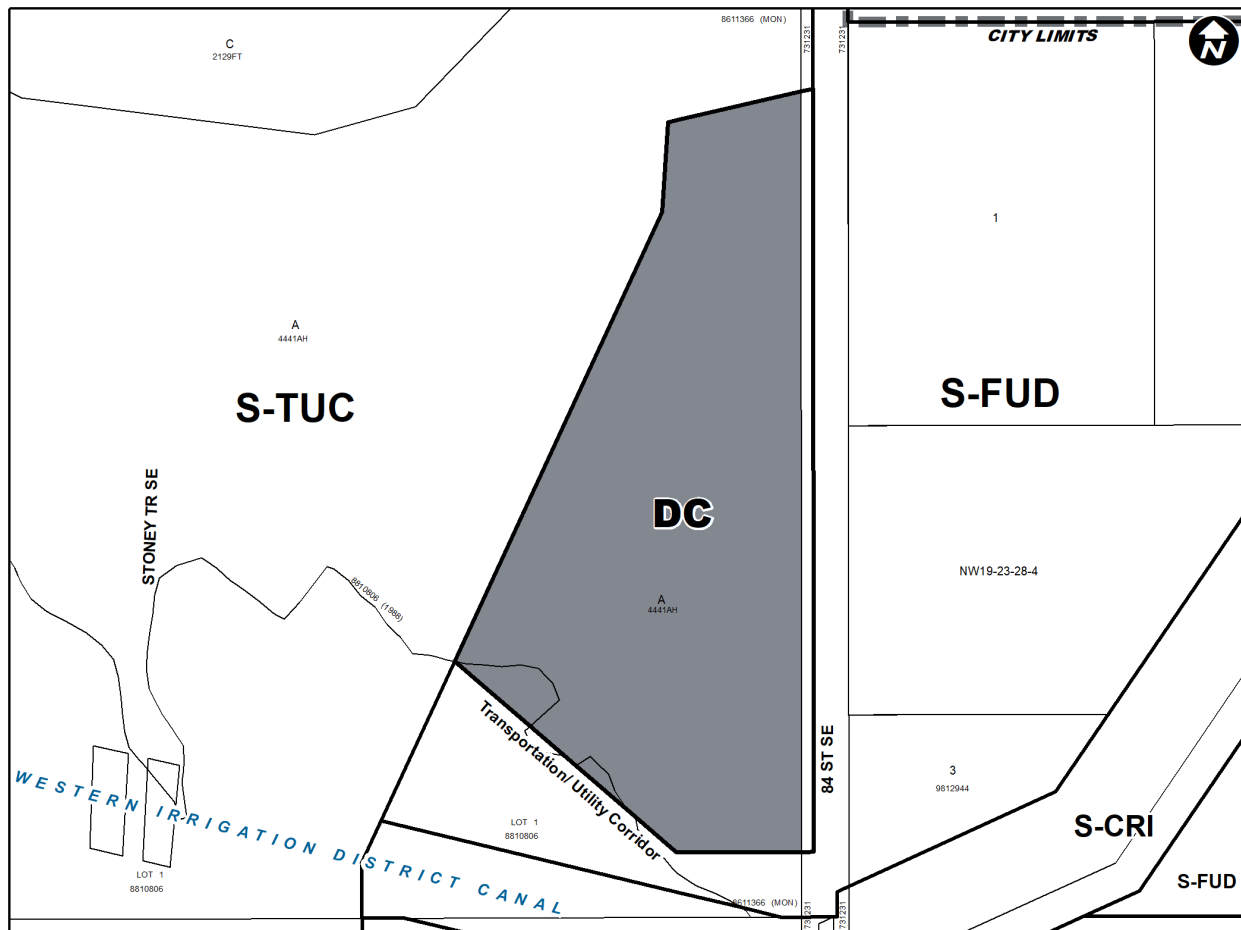 8611366 (MON)
731231
731231
CITY LIMITS
N
C
2129FT
1
A
4441AH
S-TUC
S-FUD
STONEY TR SE
DC
8810806 (1988)
A
4441AH
NW19-23-28-4
Transportation/ Utility Corridor
84 ST SE
3
9812944
WESTERN IRRIGATION DISTRICT CANAL
LOT 1
8810806
S-CRI
LOT 1
8810806
S-FUD
8611366 (MON)
731231
731231